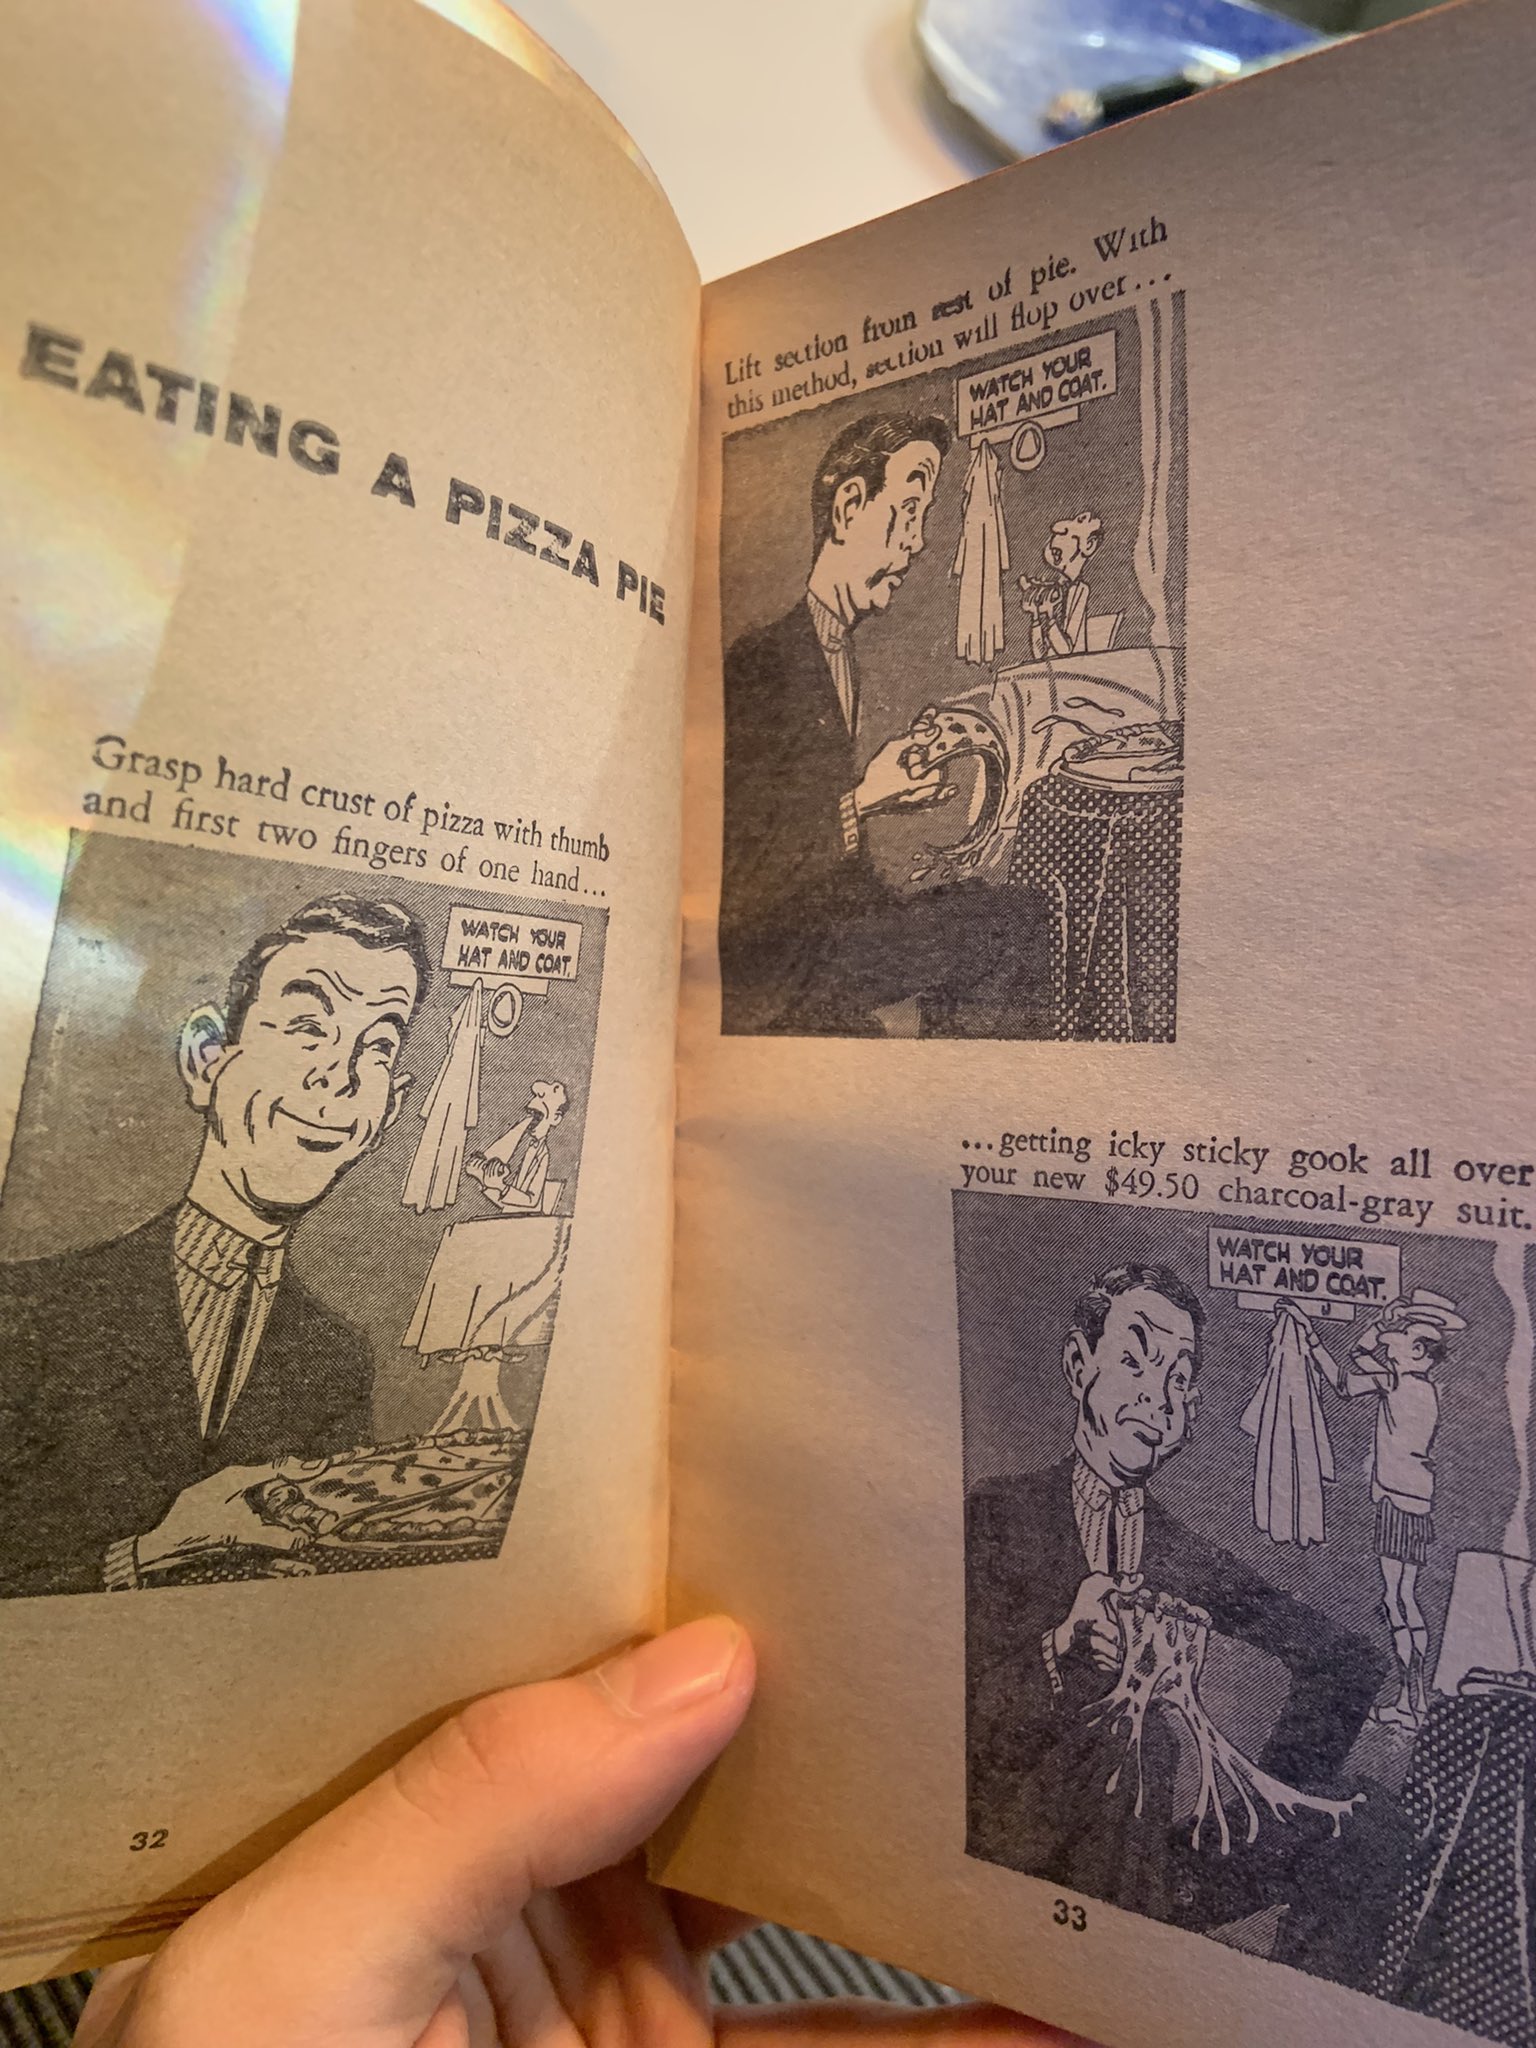 EATING A PIZZA PIE
Grasp hard crust of pizza with thumb
and first two fingers of one hand...
WATCH YOUR
HAT AND COAT.
32
Lift section from rest of pie. With
this method, section will flop over...
WATCH YOUR
HAT AND COAT.
...getting icky sticky gook all over
your new $49.50 charcoal-gray suit.
WATCH YOUR
HAT AND COAT.
33